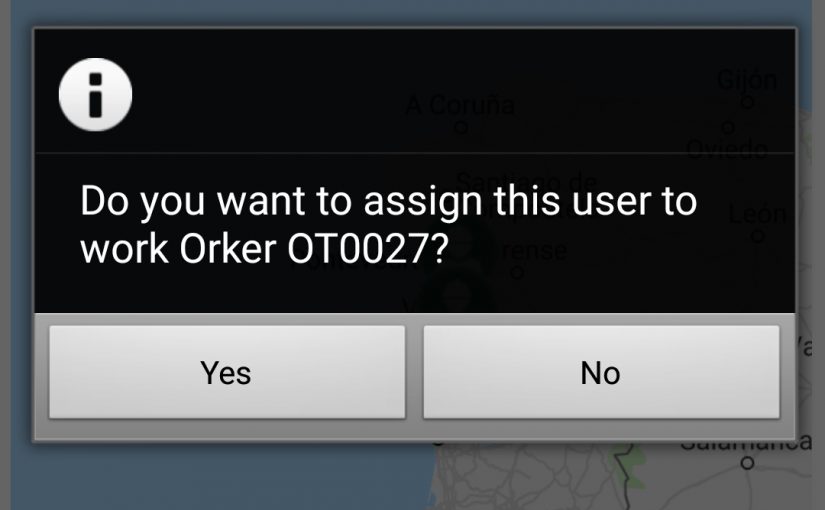 Gijón
A Coruña
Oviedo
Santiago de
León
Do you want to assign this user to
work Orker OT0027?
Yes
No
Salamanca